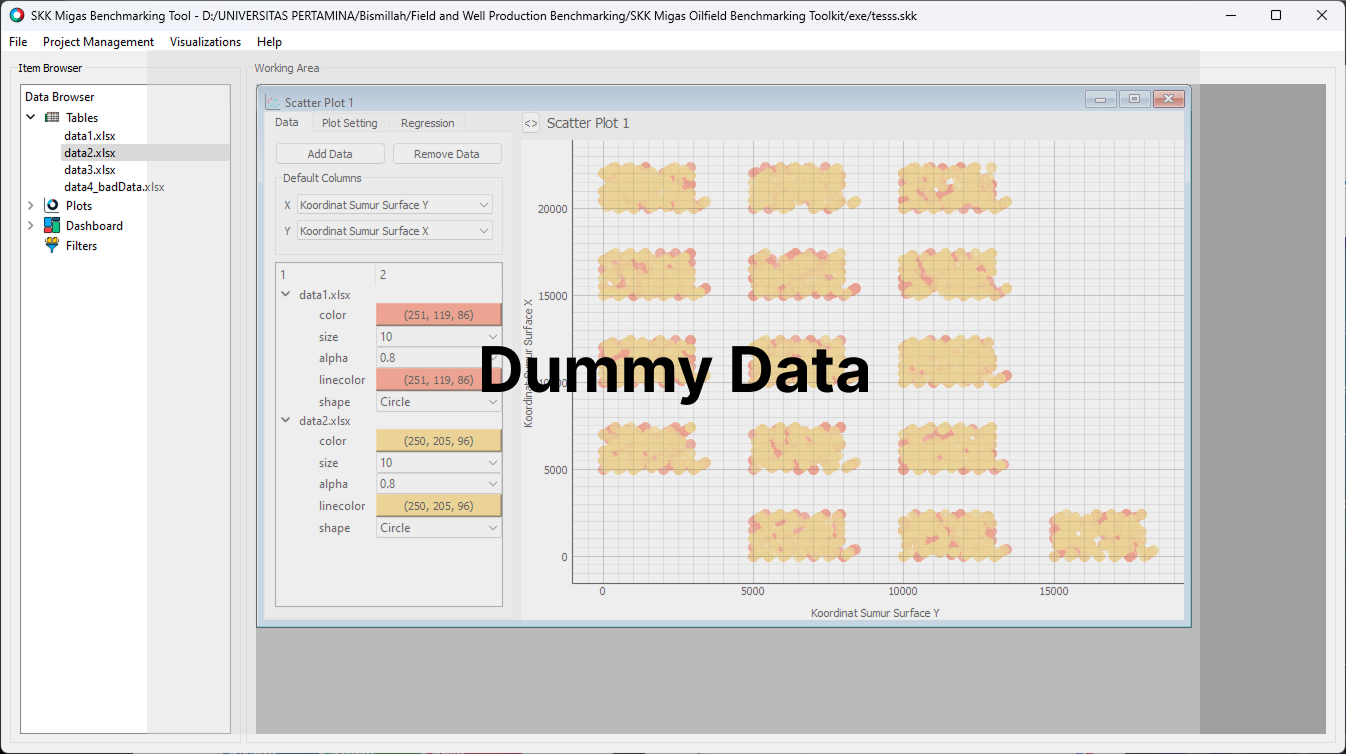 SKK Migas Benchmarking Tool - D:/UNIVERSITAS PERTAMINA/Bismillah/Field and Well Production Benchmarking/SKK Migas Oilfield Benchmarking Toolkit/exe/tesss.skk
File Project Management Visualizations Help
Item Browser
Data Browser
Tables
data1.xlsx
data2.xlsx
data3.xlsx
data4_badData.xlsx
Plots
Dashboard
Filters
Working Area
Scatter Plot 1
Data Plot Setting Regression
Add Data Remove Data
Default Columns
X Koordinat Sumur Surface Y
Y Koordinat Sumur Surface X
1 2
data1.xlsx
color (251, 119, 86)
size 10
alpha 0.8
linecolor (251, 119, 86)
shape Circle
data2.xlsx
color (250, 205, 96)
size 10
alpha 0.8
linecolor (250, 205, 96)
shape Circle
<> Scatter Plot 1
20000
15000
10000
5000
0
Koordinat Sumur Surface X
0 5000 10000 15000
Koordinat Sumur Surface Y
Dummy Data